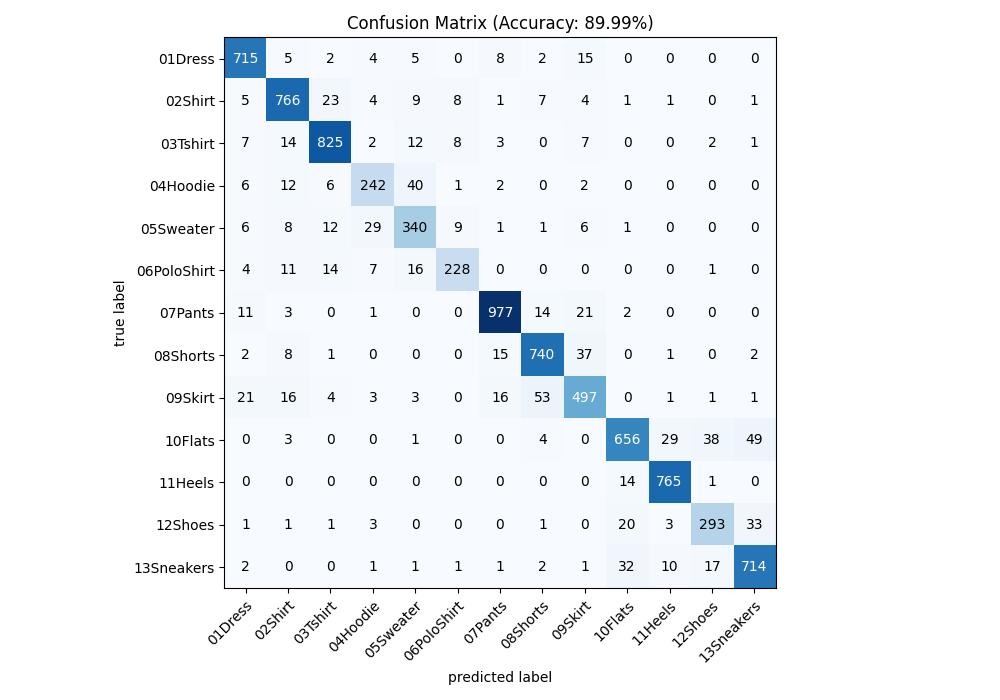 Confusion Matrix (Accuracy: 89.99%)
01Dress 715 5 2 4 5 0 8 2 15 0 0 0 0
02Shirt 5 766 23 4 9 8 1 7 4 1 1 0 1
03Tshirt 7 14 825 2 12 8 3 0 7 0 0 2 1
04Hoodie 6 12 6 242 40 1 2 0 2 0 0 0 0
05Sweater 6 8 12 29 340 9 1 1 6 1 0 0 0
06PoloShirt 4 11 14 7 16 228 0 0 0 0 0 1 0
07Pants 11 3 0 1 0 0 977 14 21 2 0 0 0
08Shorts 2 8 1 0 0 0 15 740 37 0 1 0 2
09Skirt 21 16 4 3 3 0 16 53 497 0 1 1 1
10Flats 0 3 0 0 1 0 0 4 0 656 29 38 49
11Heels 0 0 0 0 0 0 0 0 0 14 765 1 0
12Shoes 1 1 1 3 0 0 0 1 0 20 3 293 33
13Sneakers 2 0 0 1 1 1 1 2 1 32 10 17 714
true label
01Dress 02Shirt 03Tshirt 04Hoodie 05Sweater 06PoloShirt 07Pants 08Shorts 09Skirt 10Flats 11Heels 12Shoes 13Sneakers
predicted label